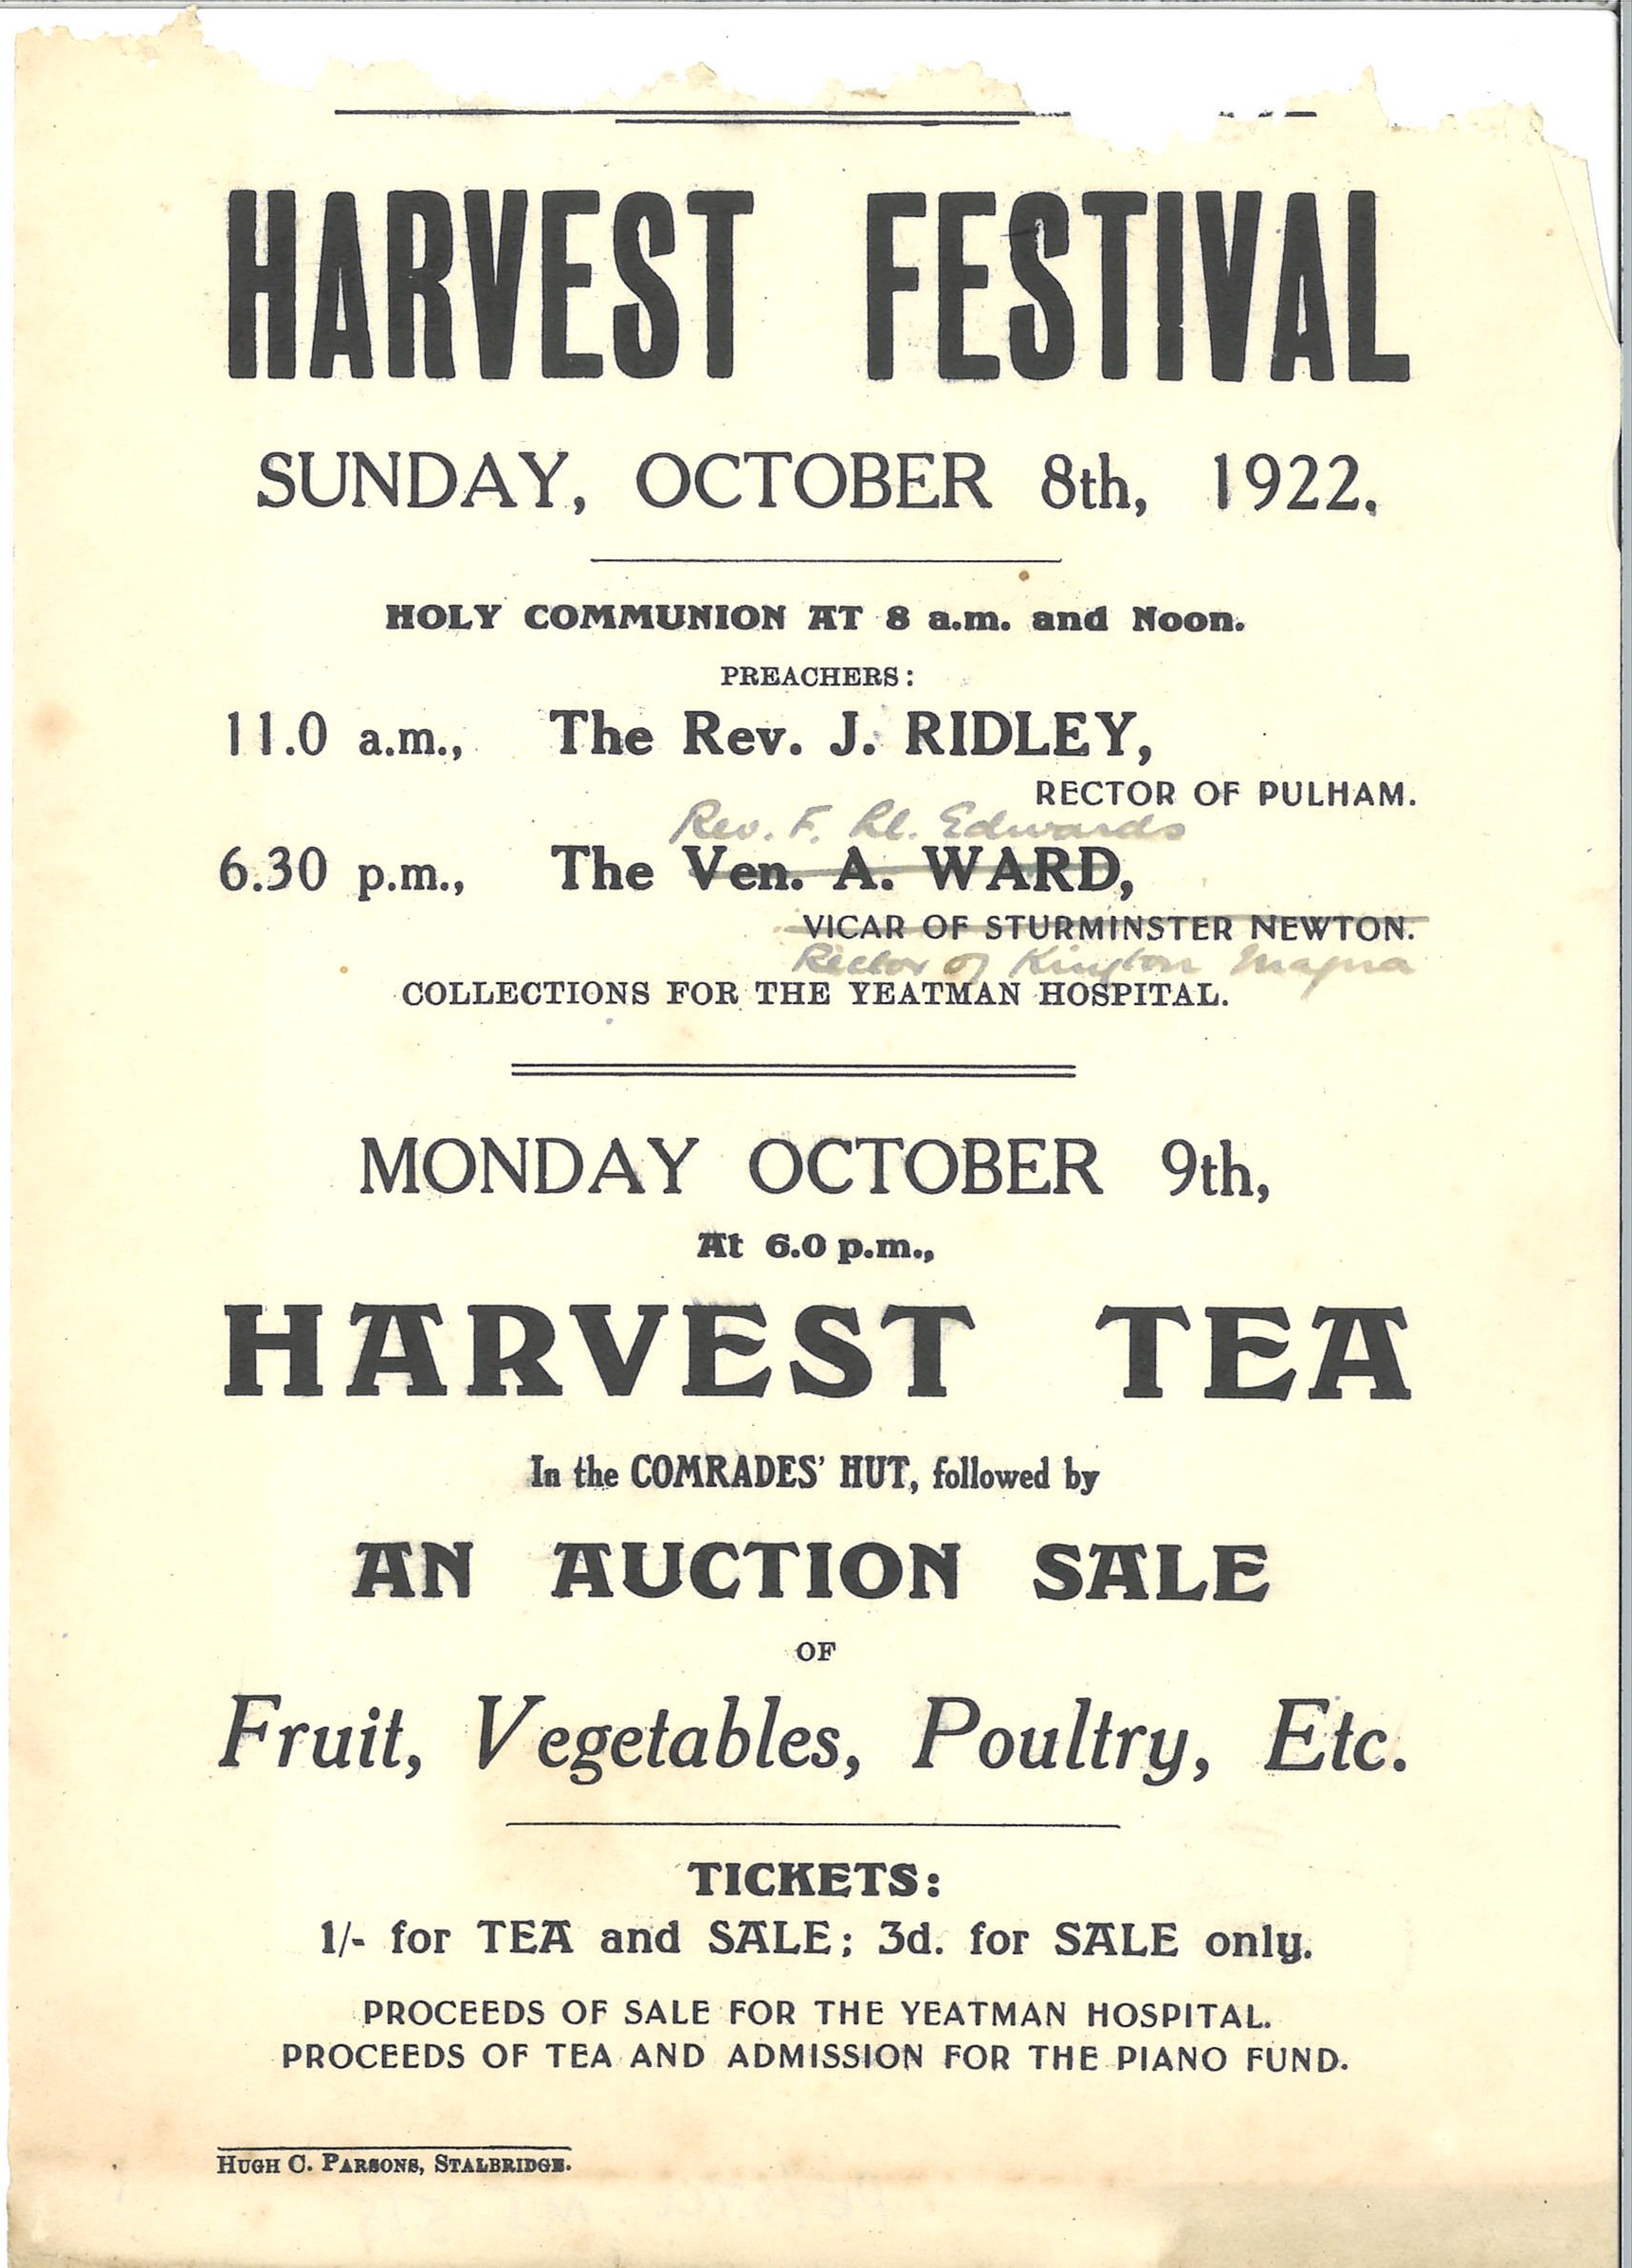 HARVEST FESTIVAL
SUNDAY, OCTOBER 8th, 1922.
HOLY COMMUNION AT 8 a.m. and Noon.
PREACHERS:
11.0 a.m., The Rev. J. RIDLEY,
RECTOR OF PULHAM.
Rev. F. Edwards
6.30 p.m., The Ven. A. WARD,
VICAR OF STURMINSTER NEWTON.
Rector of Kington Magna
COLLECTIONS FOR THE YEATMAN HOSPITAL.
MONDAY OCTOBER 9th,
At 6.0 p.m.,
HARVEST TEA
In the COMRADES' HUT, followed by
AN AUCTION SALE
OF
Fruit, Vegetables, Poultry, Etc.
TICKETS:
1/- for TEA and SALE; 3d. for SALE only.
PROCEEDS OF SALE FOR THE YEATMAN HOSPITAL.
PROCEEDS OF TEA AND ADMISSION FOR THE PIANO FUND.
HUGH C. PARSONS, STALBRIDGE.